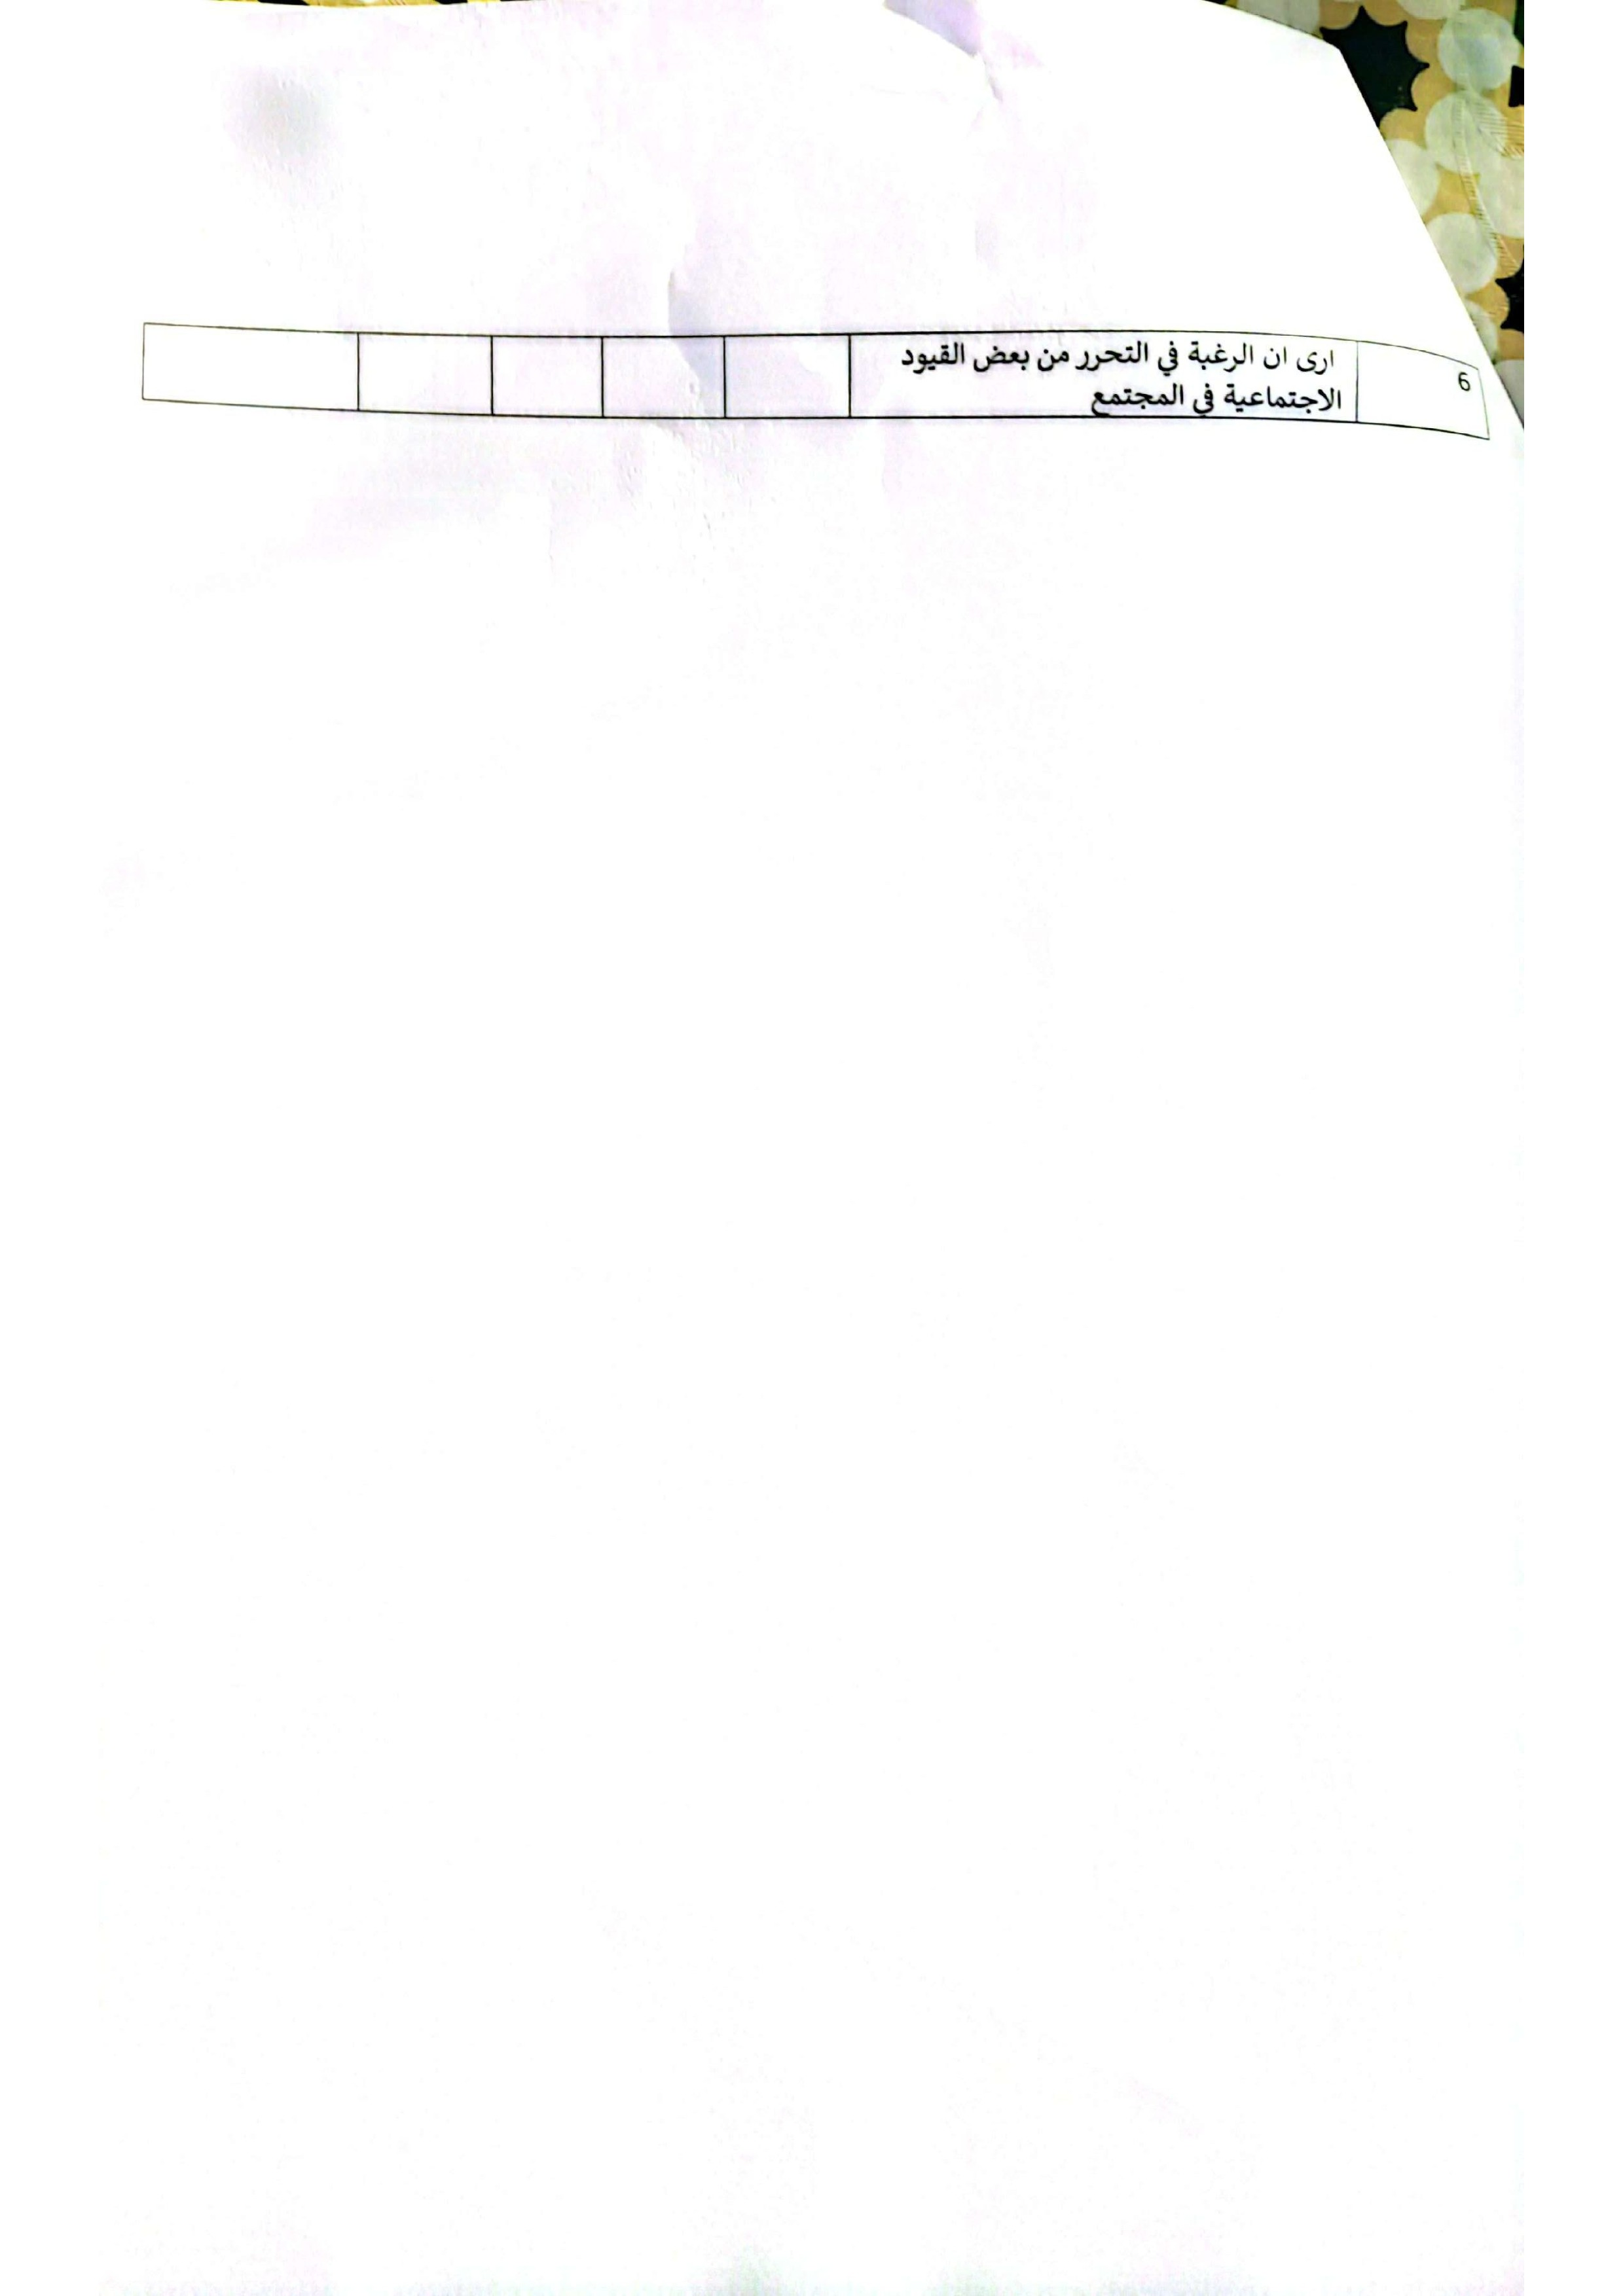 6
ارى ان الرغبة في التحرر من بعض القيود
الاجتماعية في المجتمع